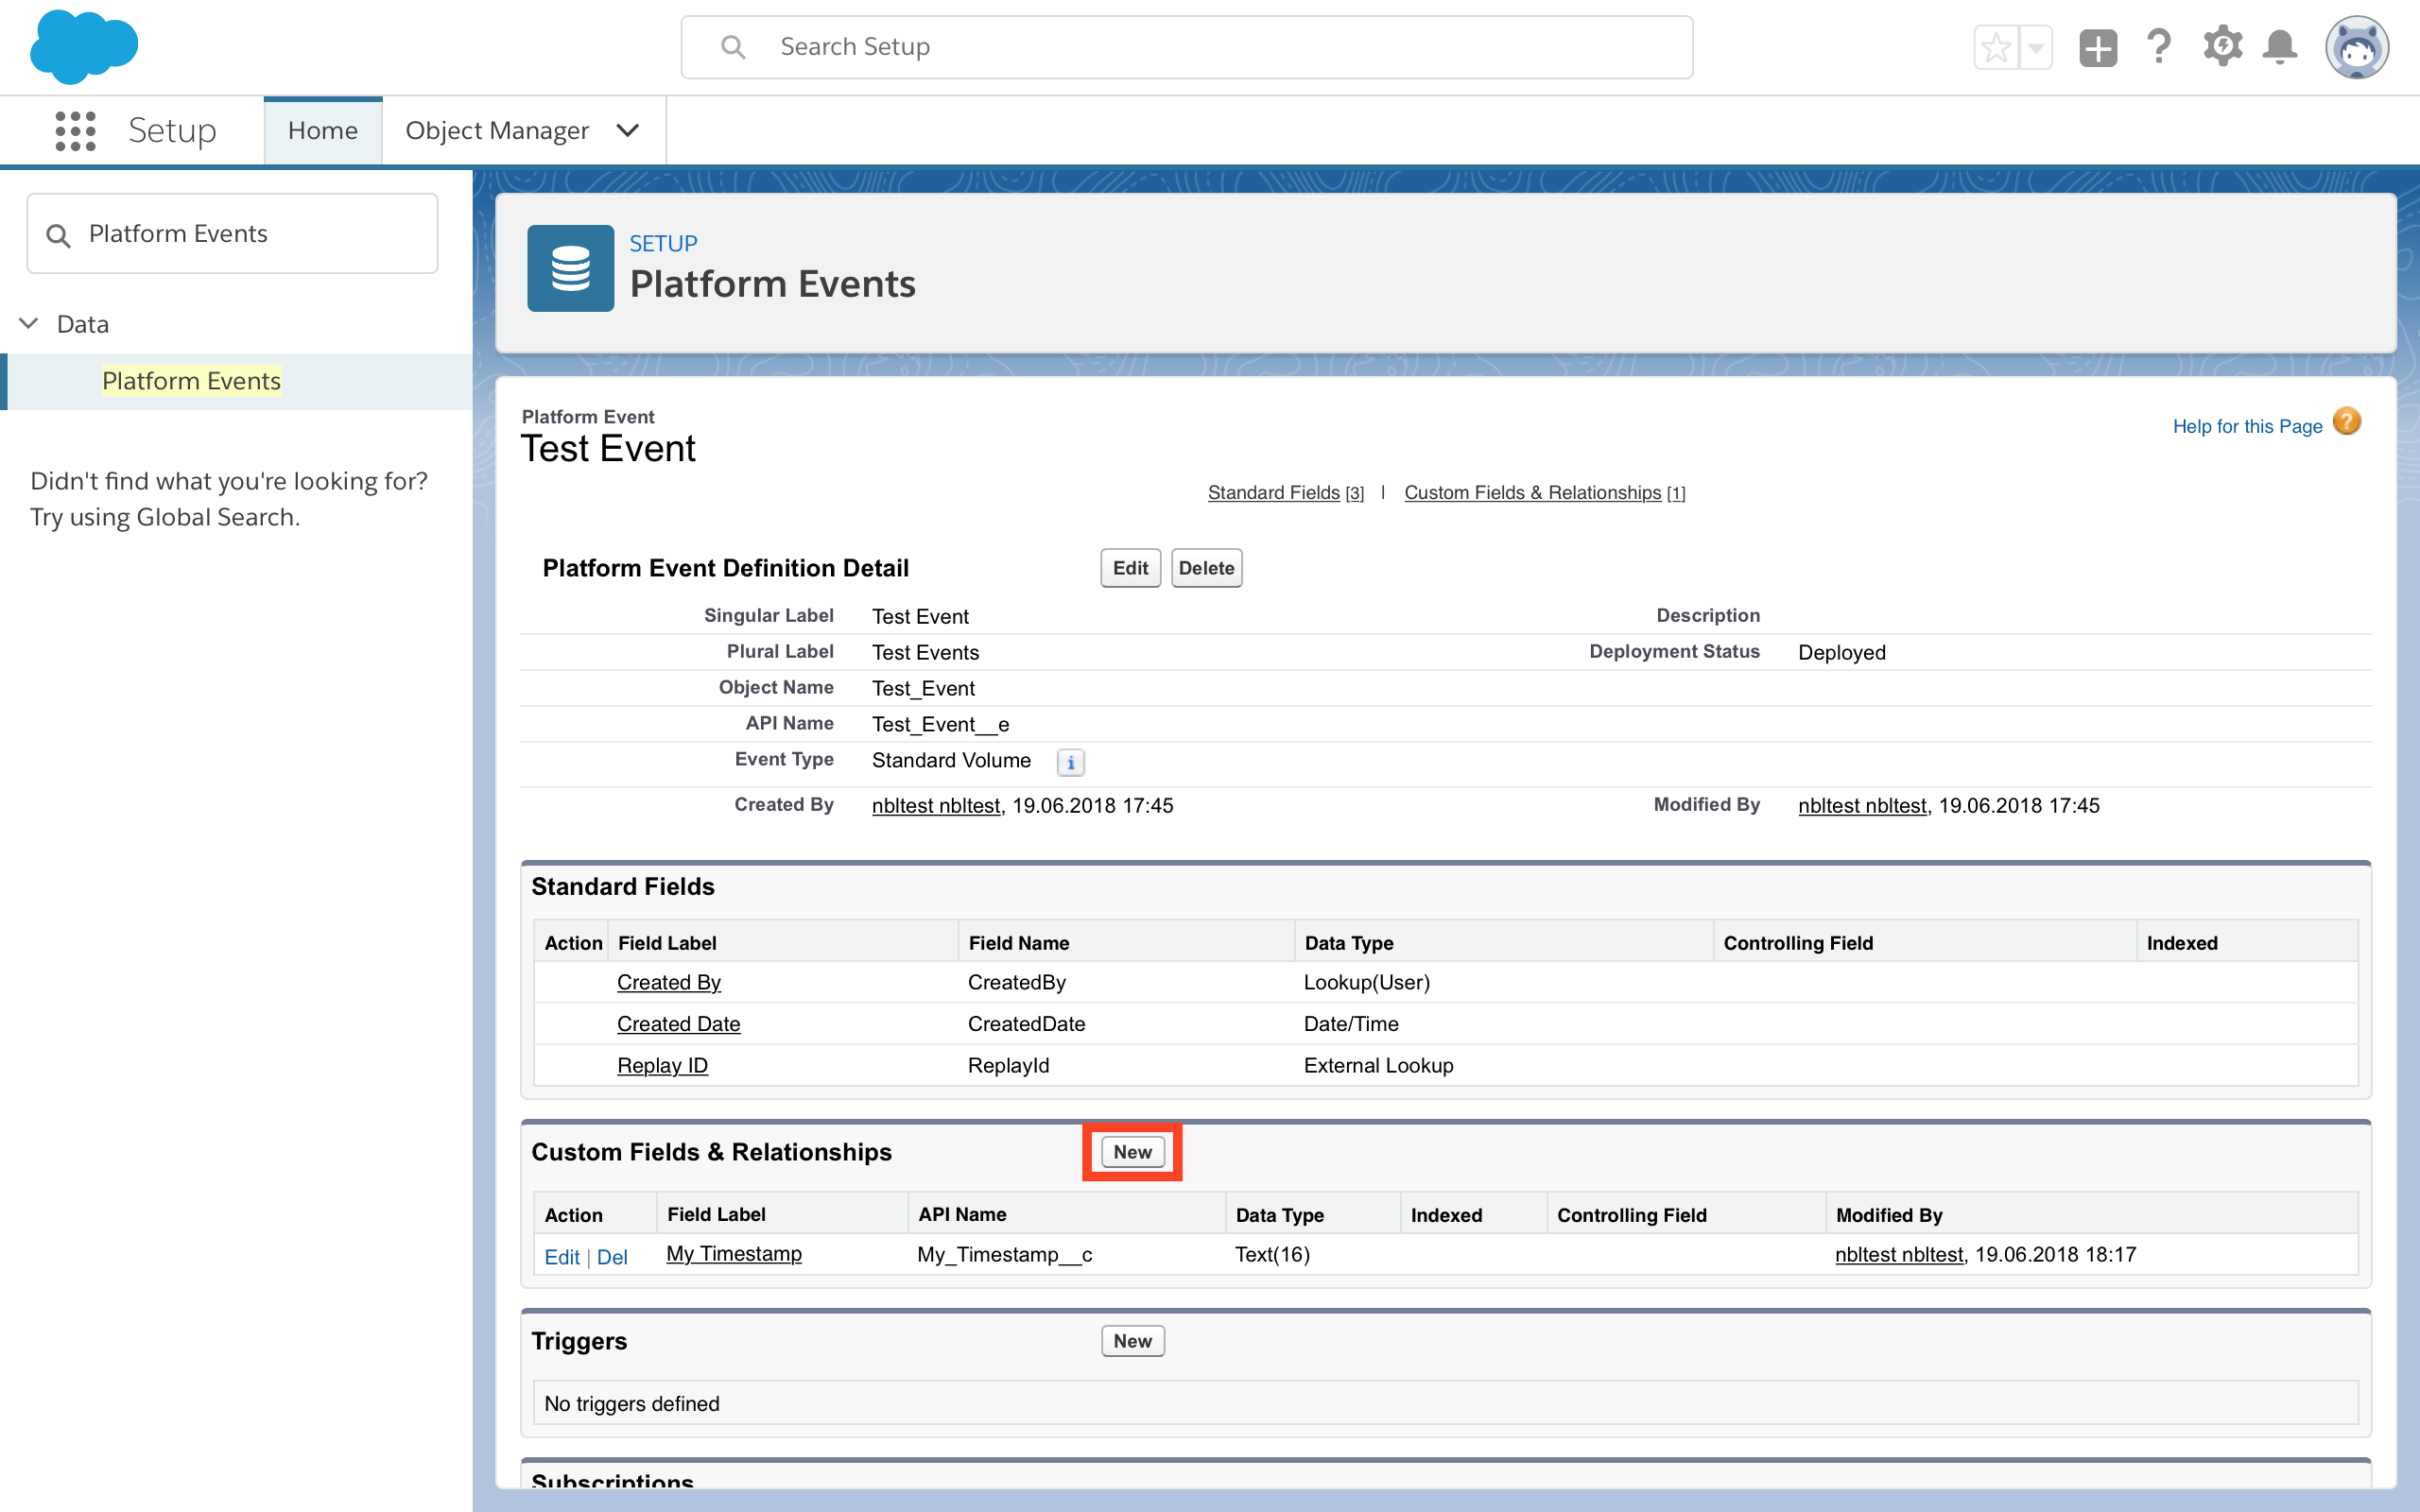 Search Setup
Setup
Home
Object Manager
Platform Events
Data
Platform Events
Didn't find what you're looking for?
Try using Global Search.
SETUP
Platform Events
Platform Event
Test Event
Help for this Page ?
Standard Fields [3] | Custom Fields & Relationships [1]
Platform Event Definition Detail Edit Delete
Singular Label Test Event Description
Plural Label Test Events Deployment Status Deployed
Object Name Test_Event
API Name Test_Event__e
Event Type Standard Volume i
Created By nbltest nbltest, 19.06.2018 17:45 Modified By nbltest nbltest, 19.06.2018 17:45
Standard Fields
Action Field Label Field Name Data Type Controlling Field Indexed
Created By CreatedBy Lookup(User)
Created Date CreatedDate Date/Time
Replay ID ReplayId External Lookup
Custom Fields & Relationships New
Action Field Label API Name Data Type Indexed Controlling Field Modified By
Edit | Del My Timestamp My_Timestamp__c Text(16) nbltest nbltest, 19.06.2018 18:17
Triggers New
No triggers defined
Subscriptions